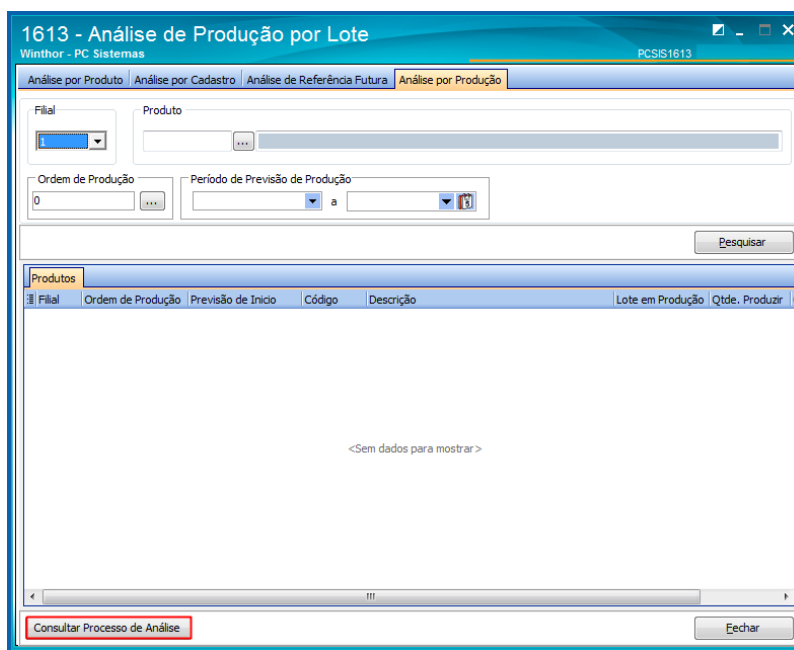 1613 - Análise de Produção por Lote
Winthor - PC Sistemas
PCSIS1613
Análise por Produto Análise por Cadastro Análise de Referência Futura Análise por Produção
Filial Produto
1 ...
Ordem de Produção Período de Previsão de Produção
0 ... a 5
Pesquisar
Produtos
Filial Ordem de Produção Previsão de Inicio Código Descrição Lote em Produção Qtde. Produzir
<Sem dados para mostrar>
Consultar Processo de Análise Fechar